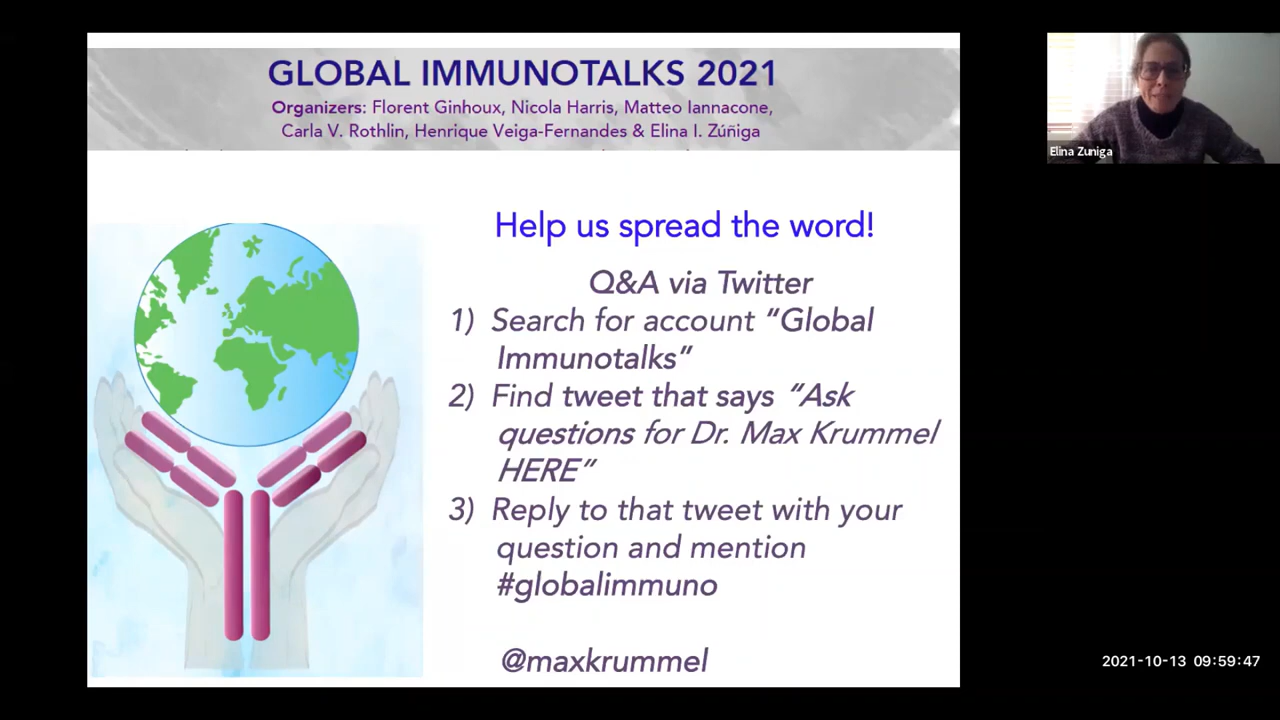 GLOBAL IMMUNOTALKS 2021
Organizers: Florent Ginhoux, Nicola Harris, Matteo Iannacone,
Carla V. Rothlin, Henrique Veiga-Fernandes & Elina I. Zúñiga
Help us spread the word!
Q&A via Twitter
1) Search for account “Global
Immunotalks”
2) Find tweet that says “Ask
questions for Dr. Max Krummel
HERE”
3) Reply to that tweet with your
question and mention
#globalimmuno
@maxkrummel
Elina Zuniga
2021-10-13 09:59:47